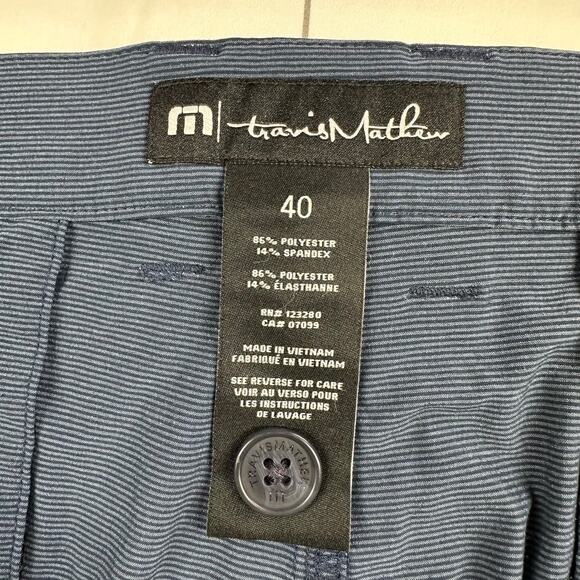 m | travisMathew
40
86% POLYESTER
14% SPANDEX
86% POLYESTER
14% ÉLASTHANNE
RN# 123280
CA# 07099
MADE IN VIETNAM
FABRIQUÉ EN VIETNAM
SEE REVERSE FOR CARE
VOIR AU VERSO POUR
LES INSTRUCTIONS
DE LAVAGE
TRAVISMATHEW